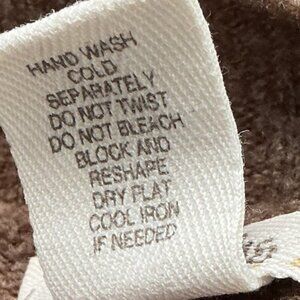 HAND WASH
COLD
SEPARATELY
DO NOT TWIST
DO NOT BLEACH
BLOCK AND
RESHAPE
DRY FLAT
COOL IRON
IF NEEDED